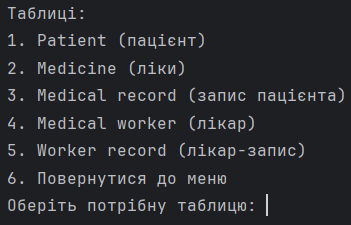 Таблиці:
1. Patient (пацієнт)
2. Medicine (ліки)
3. Medical record (запис пацієнта)
4. Medical worker (лікар)
5. Worker record (лікар-запис)
6. Повернутися до меню
Оберіть потрібну таблицю: